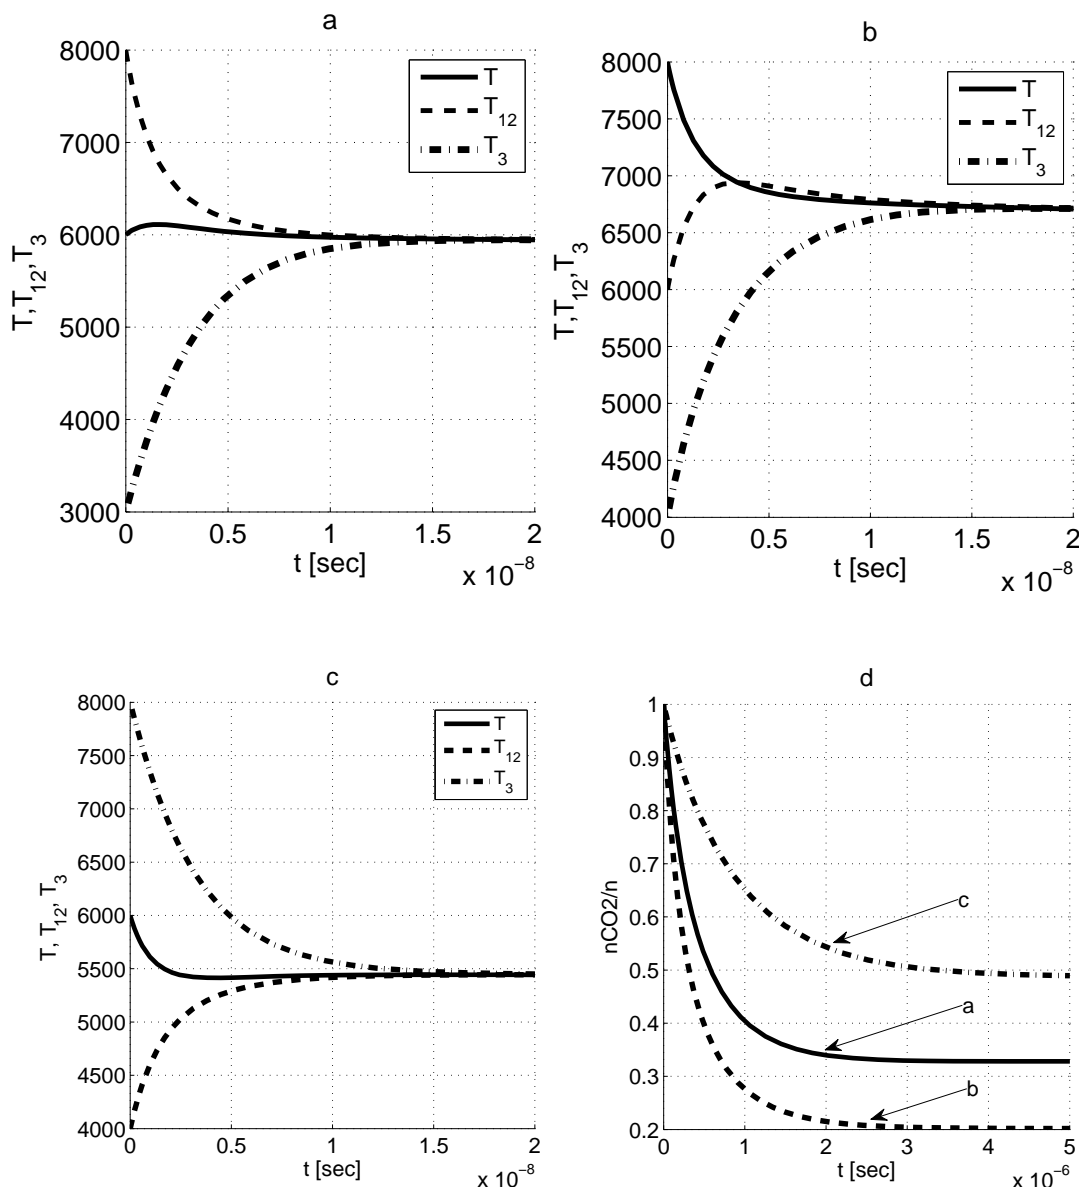 a
8000
7000
6000
5000
4000
3000
T, T12, T3
0
0.5
1
1.5
2
t [sec]
x 10−8
T
T12
T3
b
8000
7500
7000
6500
6000
5500
5000
4500
4000
T, T12, T3
0
0.5
1
1.5
2
t [sec]
x 10−8
T
T12
T3
c
8000
7500
7000
6500
6000
5500
5000
4500
4000
T, T12, T3
0
0.5
1
1.5
2
t [sec]
x 10−8
T
T12
T3
d
1
0.9
0.8
0.7
0.6
0.5
0.4
0.3
0.2
nCO2/n
0
1
2
3
4
5
t [sec]
x 10−6
c
a
b